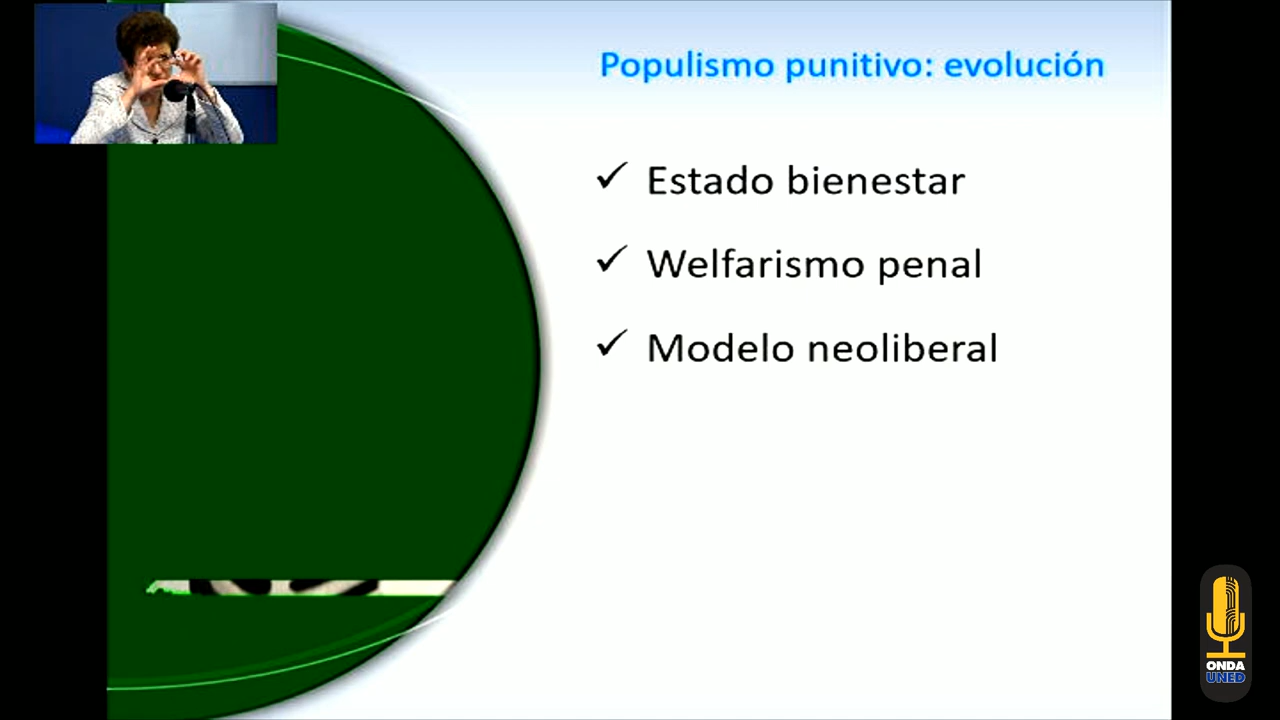 Populismo punitivo: evolución
✓ Estado bienestar
✓ Welfarismo penal
✓ Modelo neoliberal
ONDA
UNED